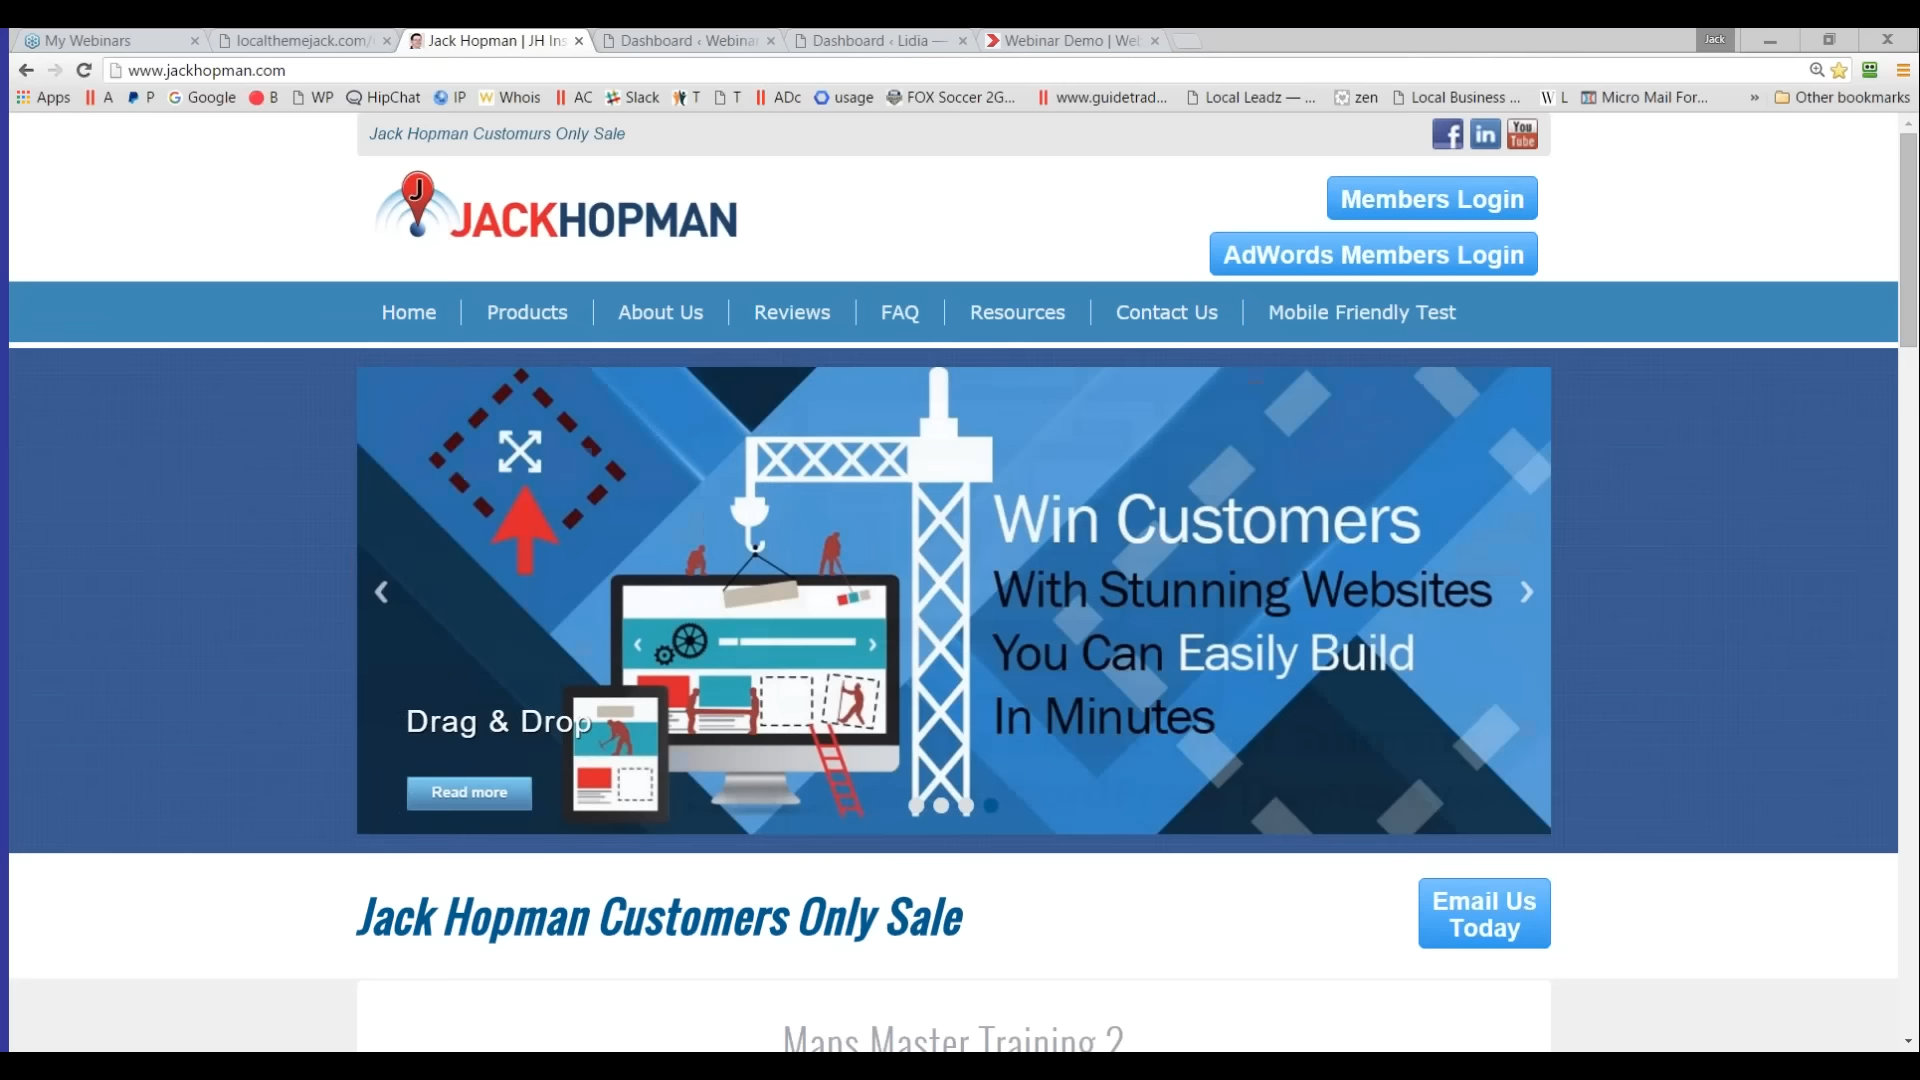 My Webinars
localthemejack.com/
Jack Hopman | JH Ins
Dashboard ‹ Webinar
Dashboard ‹ Lidia —
Webinar Demo | Web
Jack
www.jackhopman.com
Apps
A
P
Google
B
WP
HipChat
IP
Whois
AC
Slack
T
T
ADc
usage
FOX Soccer 2G...
www.guidetrad...
Local Leadz — ...
zen
Local Business ...
W L
Micro Mail For...
»
Other bookmarks
Jack Hopman Customurs Only Sale
f
in
You
Tube
J
JACKHOPMAN
Members Login
AdWords Members Login
Home
Products
About Us
Reviews
FAQ
Resources
Contact Us
Mobile Friendly Test
Win Customers
With Stunning Websites
You Can Easily Build
In Minutes
Drag & Drop
Read more
Jack Hopman Customers Only Sale
Email Us
Today
Maps Master Training 2